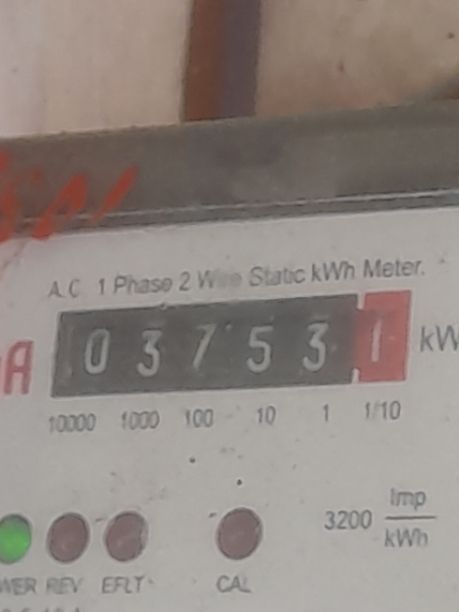 A.C. 1 Phase 2 Wire Static kWh Meter.
A 0 3 7 5 3 1 kW
10000 1000 100 10 1 1/10
3200 Imp
kWh
WER REV EFLT CAL